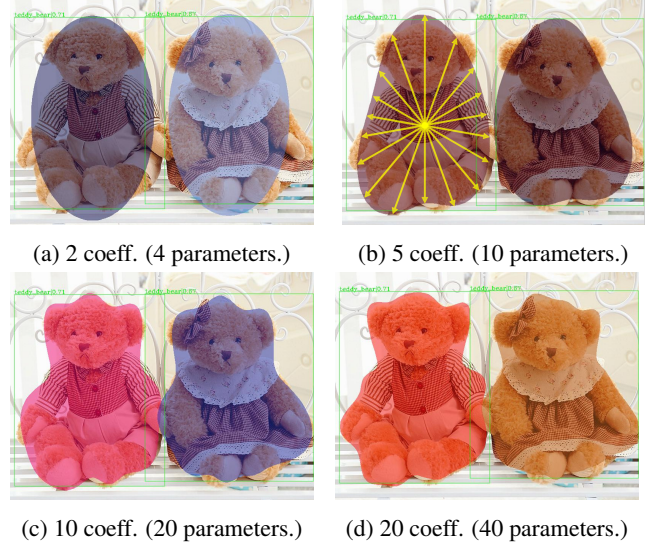 teddy_bear|0.71 teddy_bear|0.85
teddy_bear|0.71 teddy_bear|0.85
(a) 2 coeff. (4 parameters.) (b) 5 coeff. (10 parameters.)
teddy_bear|0.71 teddy_bear|0.85
teddy_bear|0.71 teddy_bear|0.85
(c) 10 coeff. (20 parameters.) (d) 20 coeff. (40 parameters.)